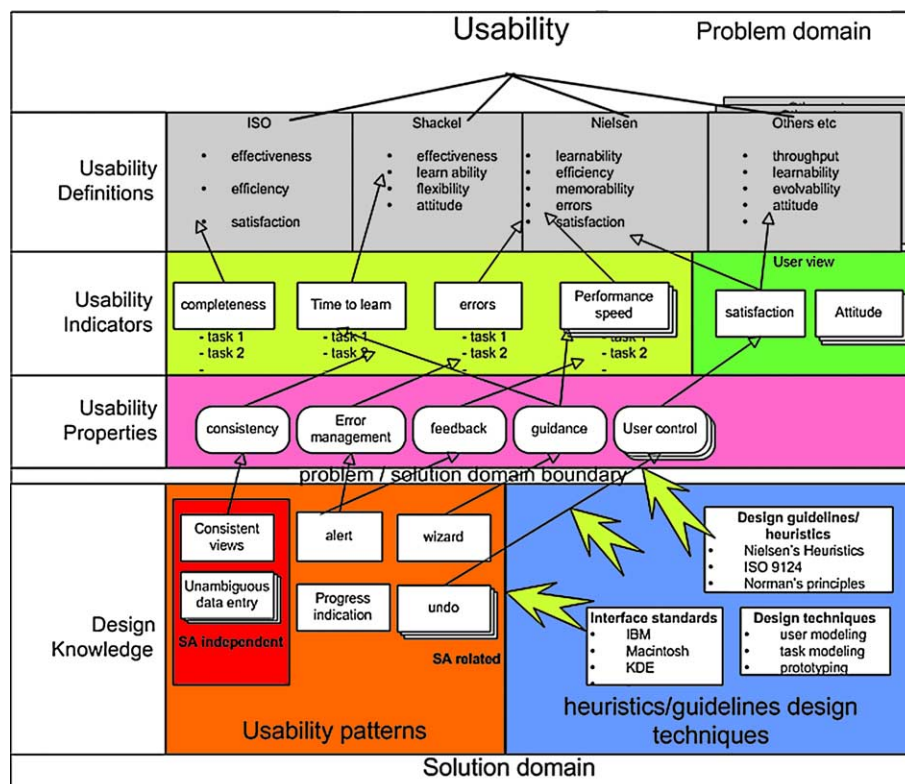 Usability
Problem domain
Usability
Definitions
ISO
• effectiveness
• efficiency
• satisfaction
Shackel
• effectiveness
• learn ability
• flexibility
• attitude
Nielsen
• learnability
• efficiency
• memorability
• errors
• satisfaction
Others etc
• throughput
• learnability
• evolvability
• attitude
•
Usability
Indicators
User view
completeness
- task 1
- task 2
-
Time to learn
- task 1
- task 2
errors
- task 1
- task 2
-
Performance
speed
- task 1
- task 2
-
satisfaction
Attitude
Usability
Properties
consistency
Error
management
feedback
guidance
User control
problem / solution domain boundary
Design
Knowledge
Consistent
views
Unambiguous
data entry
SA independent
alert
wizard
Progress
indication
undo
SA related
Usability patterns
Design guidelines/
heuristics
• Nielsen's Heuristics
• ISO 9124
• Norman's principles
Interface standards
• IBM
• Macintosh
• KDE
Design techniques
• user modeling
• task modeling
• prototyping
heuristics/guidelines design
techniques
Solution domain